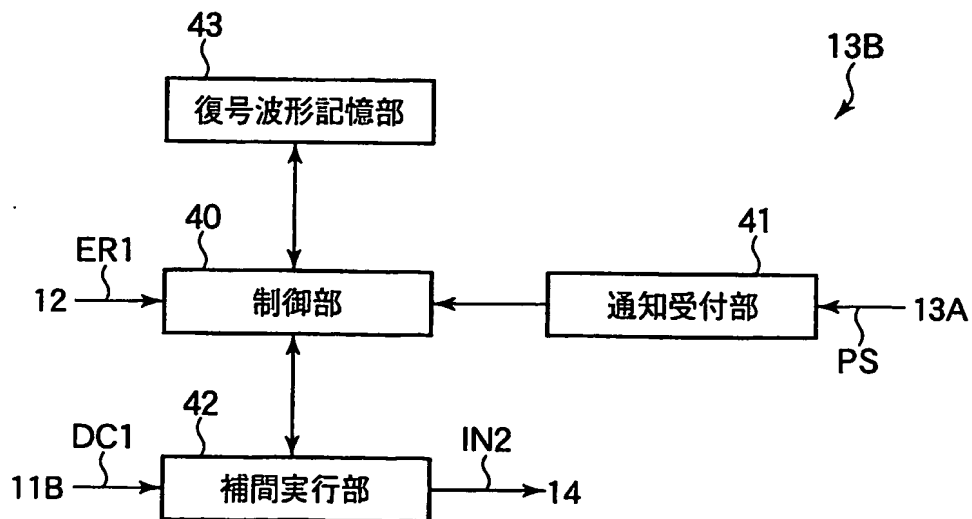 43
13B
復号波形記憶部
40
41
ER1
12
制御部
通知受付部
13A
PS
42
DC1
IN2
11B
補間実行部
14